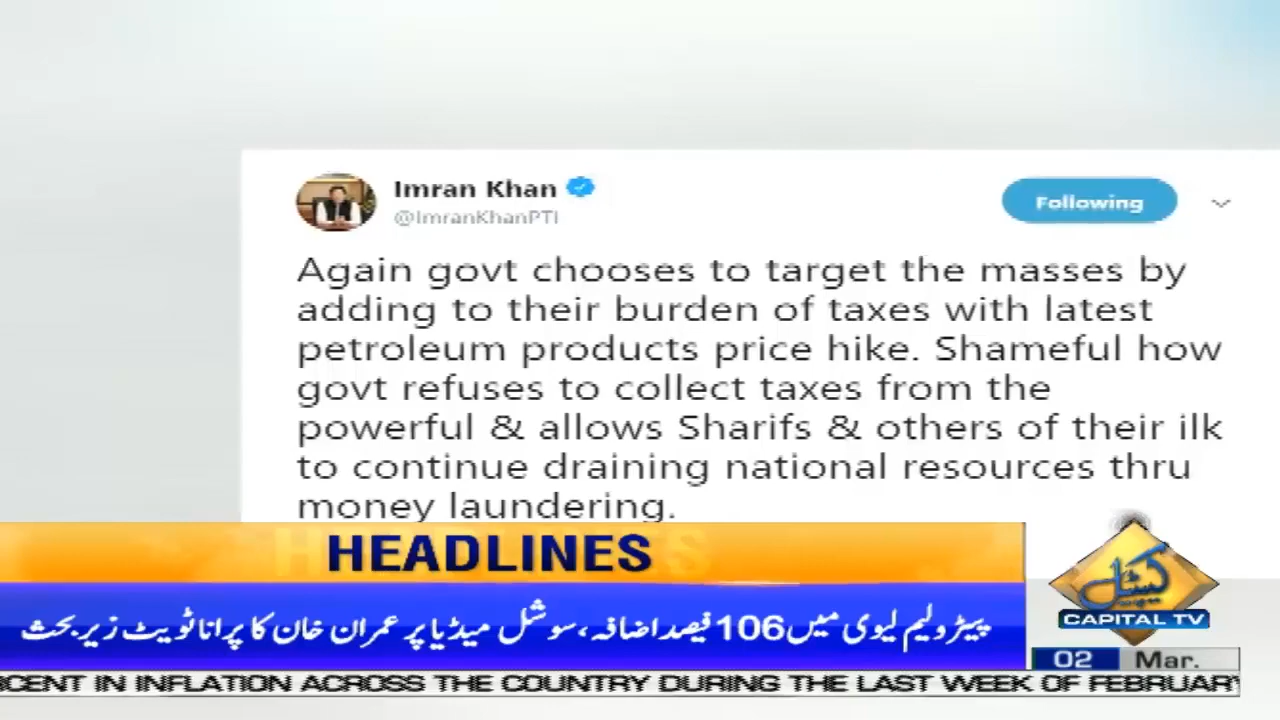 Imran Khan
@ImranKhanPTI
Following
Again govt chooses to target the masses by
adding to their burden of taxes with latest
petroleum products price hike. Shameful how
govt refuses to collect taxes from the
powerful & allows Sharifs & others of their ilk
to continue draining national resources thru
money laundering.
HEADLINES
پیٹرولیم لیوی میں 106 فیصد اضافہ، سوشل میڈیا پر عمران خان کا پرانا ٹویٹ زیر بحث
کیپٹل
CAPITAL TV
02 Mar.
CENT IN INFLATION ACROSS THE COUNTRY DURING THE LAST WEEK OF FEBRUARY